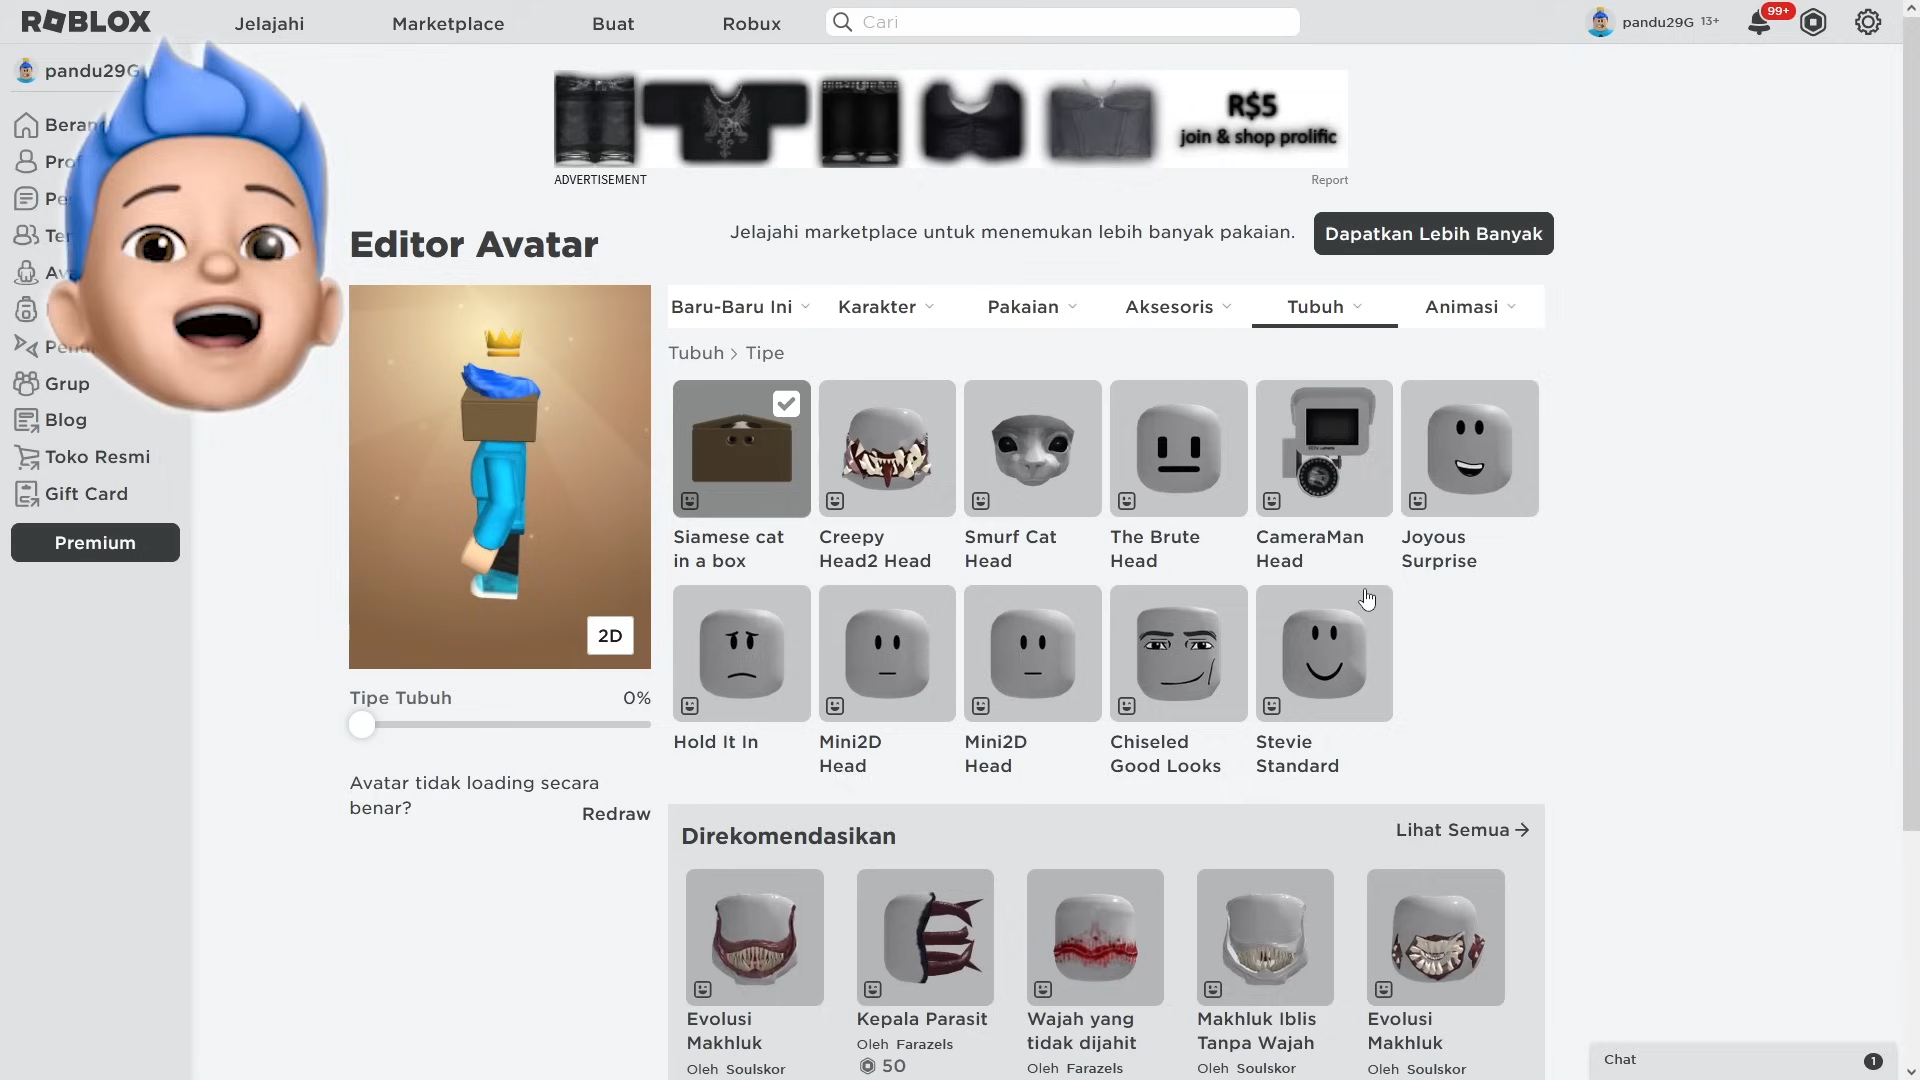 ROBLOX
Jelajahi
Marketplace
Buat
Robux
Cari
pandu29G 13+
99+
pandu29G
Grup
Blog
Toko Resmi
Gift Card
Premium
R$5
join & shop prolific
ADVERTISEMENT
Report
Editor Avatar
Jelajahi marketplace untuk menemukan lebih banyak pakaian.
Dapatkan Lebih Banyak
Baru-Baru Ini
Karakter
Pakaian
Aksesoris
Tubuh
Animasi
Tubuh > Tipe
2D
Tipe Tubuh
0%
Avatar tidak loading secara
benar?
Redraw
Siamese cat
in a box
Creepy
Head2 Head
Smurf Cat
Head
The Brute
Head
CameraMan
Head
Joyous
Surprise
Hold It In
Mini2D
Head
Mini2D
Head
Chiseled
Good Looks
Stevie
Standard
Direkomendasikan
Lihat Semua
Evolusi
Makhluk
Oleh Soulskor
Kepala Parasit
Oleh Farazels
50
Wajah yang
tidak dijahit
Oleh Farazels
Makhluk Iblis
Tanpa Wajah
Oleh Soulskor
Evolusi
Makhluk
Oleh Soulskor
Chat
1